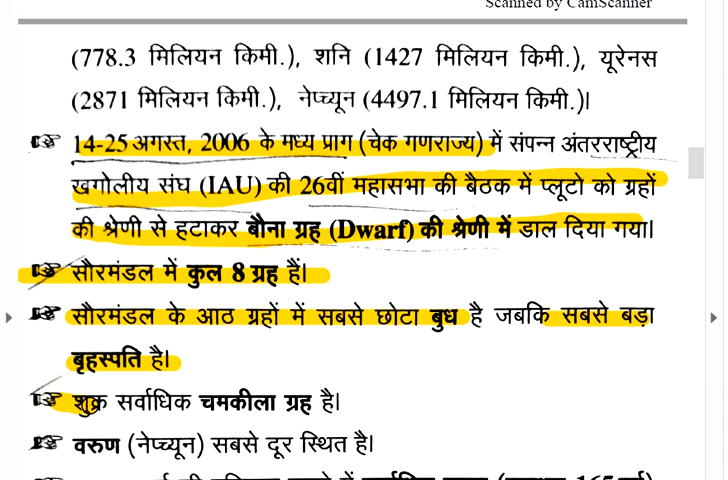 Scanned by CamScanner
(778.3 मिलियन किमी.), शनि (1427 मिलियन किमी.), यूरेनस
(2871 मिलियन किमी.), नेप्च्यून (4497.1 मिलियन किमी.)।
14-25 अगस्त, 2006 के मध्य प्राग (चेक गणराज्य) में संपन्न अंतरराष्ट्रीय
खगोलीय संघ (IAU) की 26वीं महासभा की बैठक में प्लूटो को ग्रहों
की श्रेणी से हटाकर बौना ग्रह (Dwarf) की श्रेणी में डाल दिया गया।
सौरमंडल में कुल 8 ग्रह हैं।
सौरमंडल के आठ ग्रहों में सबसे छोटा बुध है जबकि सबसे बड़ा
बृहस्पति है।
शुक्र सर्वाधिक चमकीला ग्रह है।
वरुण (नेप्च्यून) सबसे दूर स्थित है।